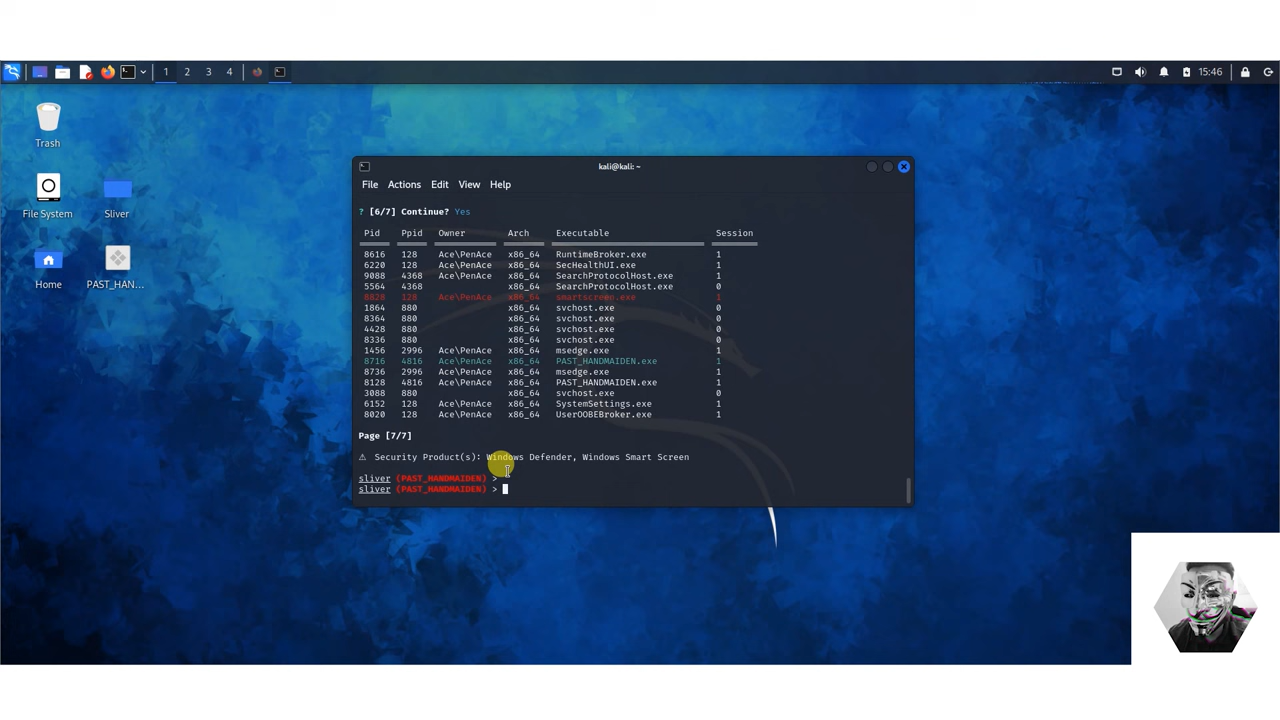 1 2 3 4 15:46
kali@kali: ~
File Actions Edit View Help
Trash
File System
Sliver
Home
PAST_HAN...
? [6/7] Continue? Yes
Pid Ppid Owner Arch Executable Session
8616 128 Ace\PenAce x86_64 RuntimeBroker.exe 1
6220 128 Ace\PenAce x86_64 SecHealthUI.exe 1
9088 4368 Ace\PenAce x86_64 SearchProtocolHost.exe 1
5564 4368 x86_64 SearchProtocolHost.exe 0
8828 128 Ace\PenAce x86_64 smartscreen.exe 1
1864 880 x86_64 svchost.exe 0
8364 880 x86_64 svchost.exe 0
4428 880 x86_64 svchost.exe 0
8336 880 x86_64 svchost.exe 0
1456 2996 Ace\PenAce x86_64 msedge.exe 1
8716 4816 Ace\PenAce x86_64 PAST_HANDMAIDEN.exe 1
8736 2996 Ace\PenAce x86_64 msedge.exe 1
8128 4816 Ace\PenAce x86_64 PAST_HANDMAIDEN.exe 1
3088 880 x86_64 svchost.exe 0
6152 128 Ace\PenAce x86_64 SystemSettings.exe 1
8020 128 Ace\PenAce x86_64 UserOOBEBroker.exe 1
Page [7/7]
⚠ Security Product(s): Windows Defender, Windows Smart Screen
sliver (PAST_HANDMAIDEN) >
sliver (PAST_HANDMAIDEN) >